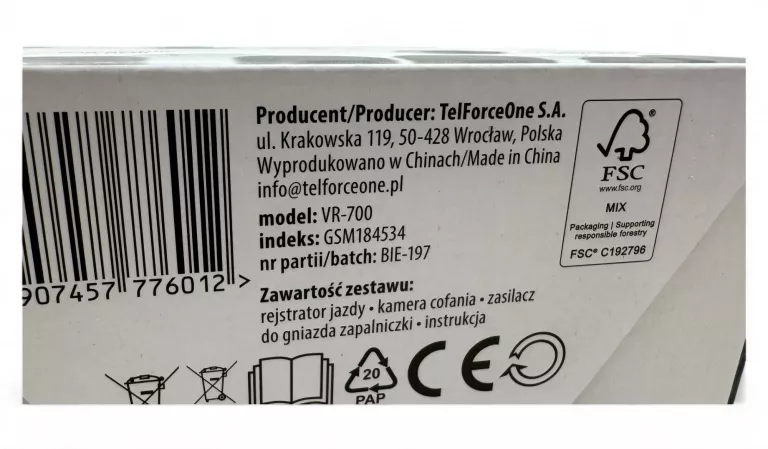 Producent/Producer: TelForceOne S.A.
ul. Krakowska 119, 50-428 Wrocław, Polska
Wyprodukowano w Chinach/Made in China
info@telforceone.pl
model: VR-700
indeks: GSM184534
nr partii/batch: BIE-197
Zawartość zestawu:
rejstrator jazdy • kamera cofania • zasilacz
do gniazda zapalniczki • instrukcja
907457 776012 >
FSC®
www.fsc.org
MIX
Packaging | Supporting
responsible forestry
FSC® C192796
20
PAP
CE